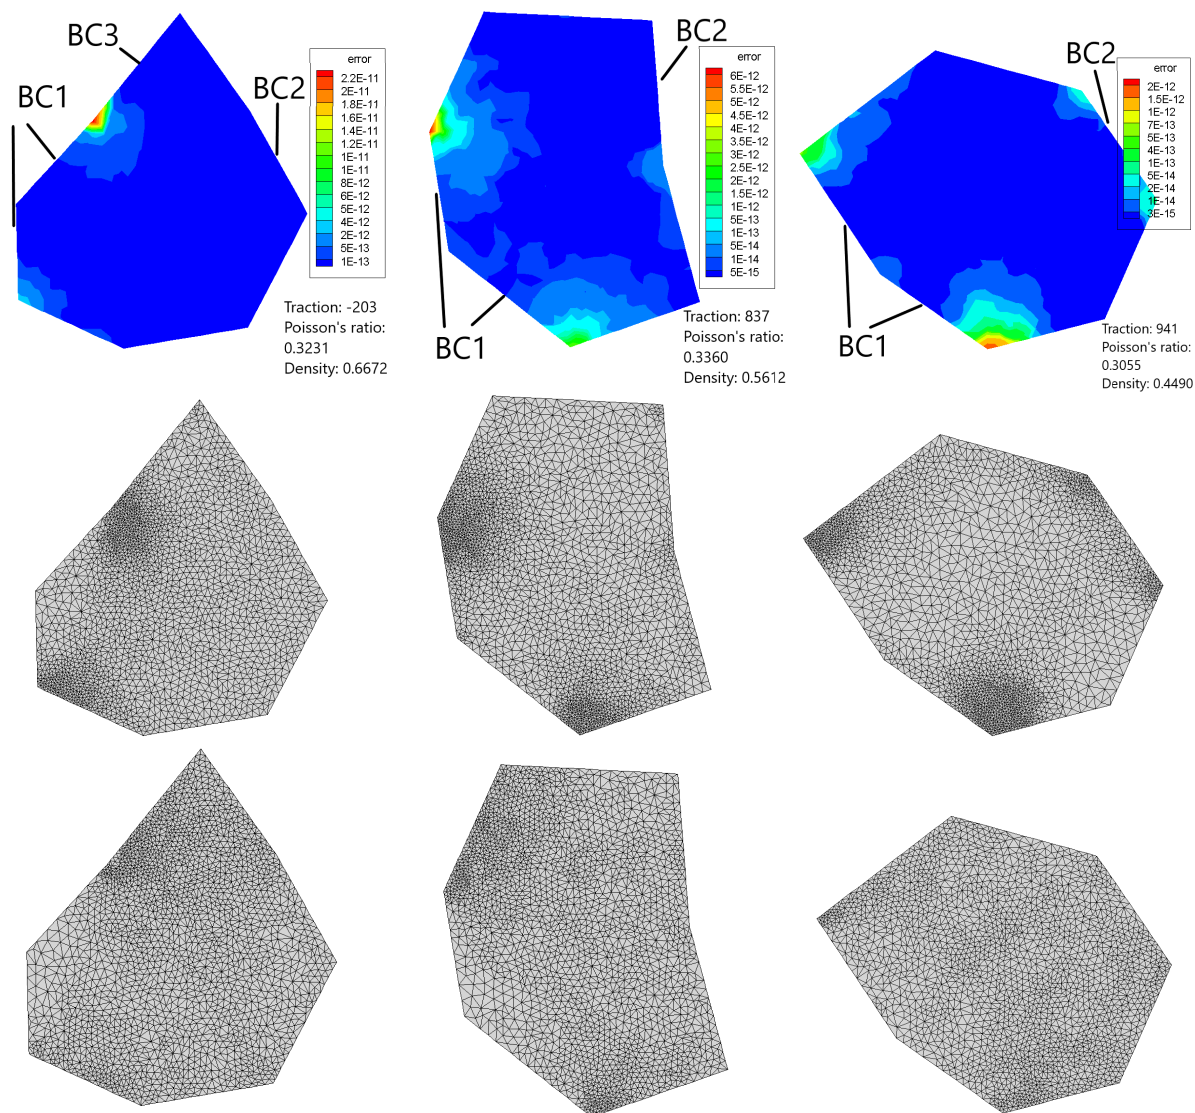 BC3
BC1
BC2
error
2.2E-11
2E-11
1.8E-11
1.6E-11
1.4E-11
1.2E-11
1E-11
1E-11
8E-12
6E-12
5E-12
4E-12
2E-12
5E-13
1E-13
Traction: -203
Poisson's ratio:
0.3231
Density: 0.6672
BC2
error
6E-12
5.5E-12
5E-12
4.5E-12
4E-12
3.5E-12
3E-12
2.5E-12
2E-12
1.5E-12
1E-12
5E-13
5E-14
1E-14
5E-15
BC1
Traction: 837
Poisson's ratio:
0.3360
Density: 0.5612
BC2
error
2E-12
1.5E-12
1E-12
7E-13
5E-13
4E-13
1E-13
5E-14
2E-14
1E-14
3E-15
BC1
Traction: 941
Poisson's ratio:
0.3055
Density: 0.4490